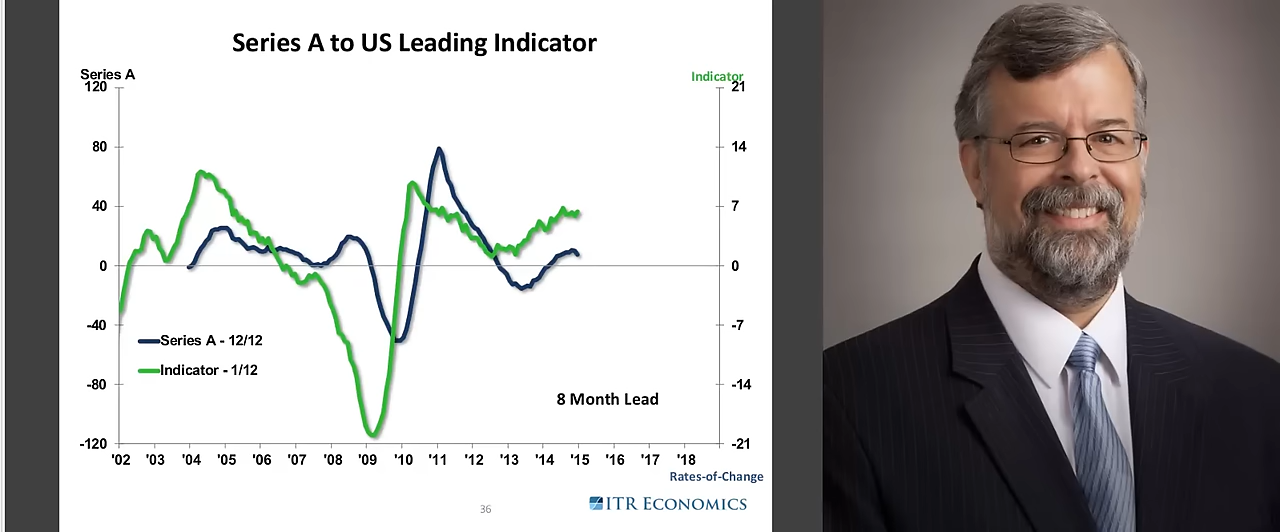 Series A to US Leading Indicator
Series A
Indicator
120
80
40
0
-40
-80
-120
21
14
7
0
-7
-14
-21
Series A - 12/12
Indicator - 1/12
8 Month Lead
'02 '03 '04 '05 '06 '07 '08 '09 '10 '11 '12 '13 '14 '15 '16 '17 '18
Rates-of-Change
36
ITR ECONOMICS